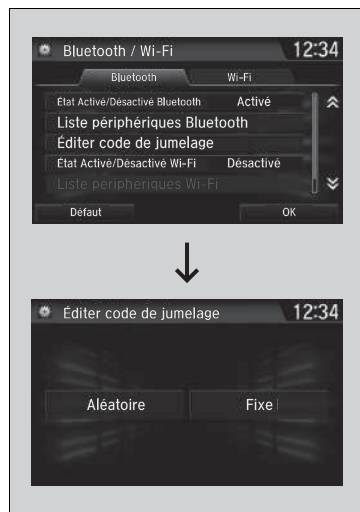 Bluetooth / Wi-Fi 12:34
Bluetooth Wi-Fi
État Activé/Désactivé Bluetooth Activé
Liste périphériques Bluetooth
Éditer code de jumelage
État Activé/Désactivé Wi-Fi Désactivé
Liste périphériques Wi-Fi
Défaut OK
Éditer code de jumelage 12:34
Aléatoire Fixe